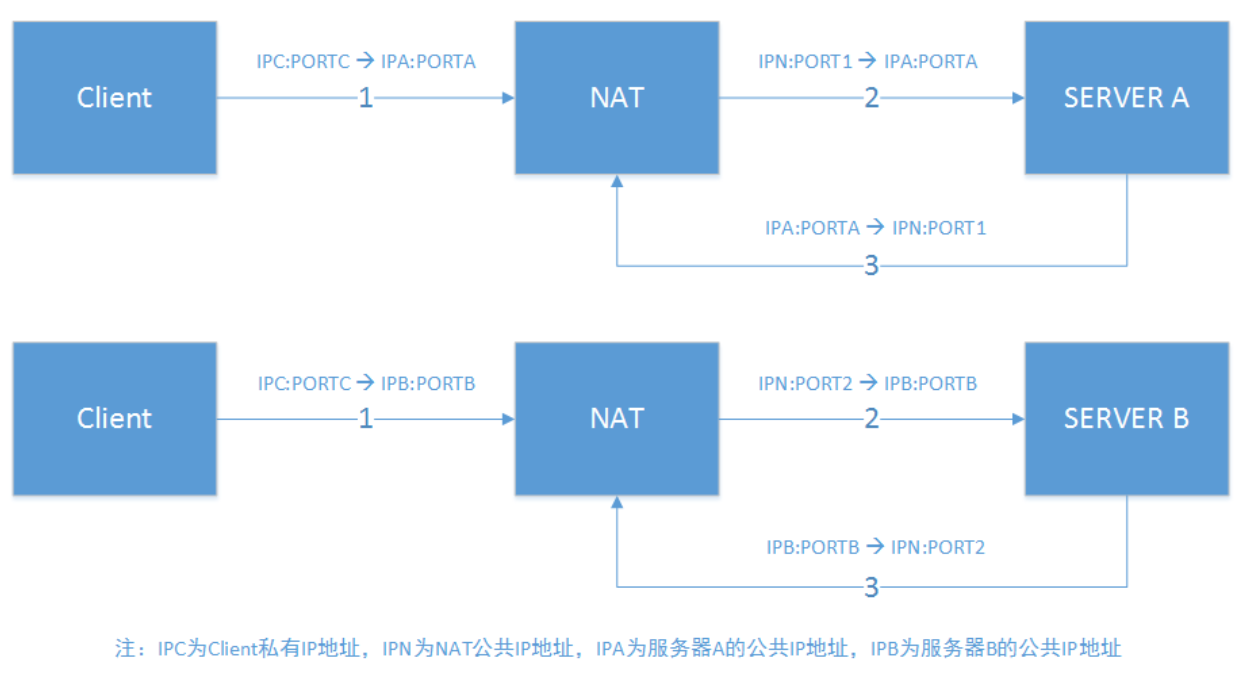 IPC:PORTC → IPA:PORTA
IPN:PORT1 → IPA:PORTA
Client
1
NAT
2
SERVER A
IPA:PORTA → IPN:PORT1
3
IPC:PORTC → IPB:PORTB
IPN:PORT2 → IPB:PORTB
Client
1
NAT
2
SERVER B
IPB:PORTB → IPN:PORT2
3
注：IPC为Client私有IP地址，IPN为NAT公共IP地址，IPA为服务器A的公共IP地址，IPB为服务器B的公共IP地址